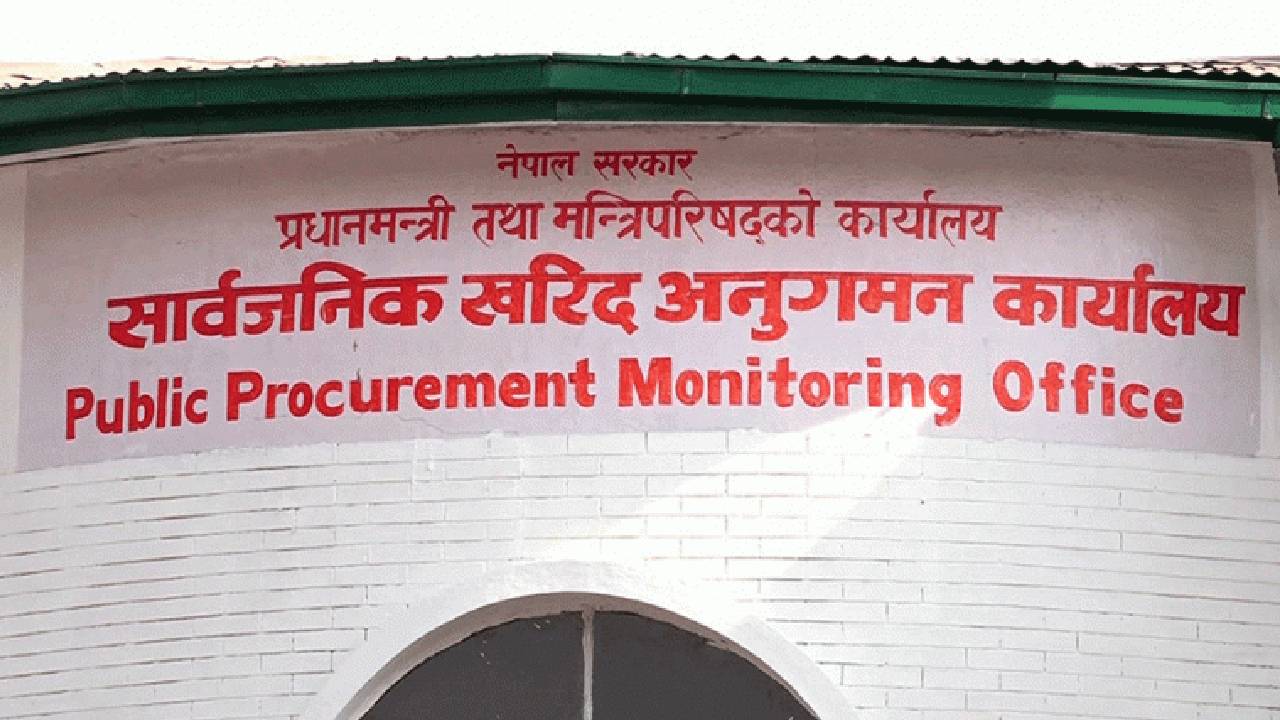 नेपाल सरकार
प्रधानमन्त्री तथा मन्त्रिपरिषद्को कार्यालय
सार्वजनिक खरिद अनुगमन कार्यालय
Public Procurement Monitoring Office